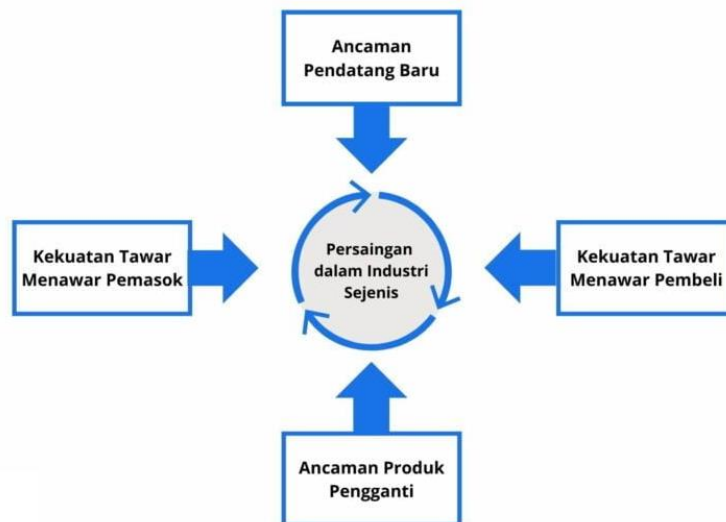 Ancaman
Pendatang Baru
Kekuatan Tawar
Menawar Pemasok
Persaingan
dalam Industri
Sejenis
Kekuatan Tawar
Menawar Pembeli
Ancaman Produk
Pengganti